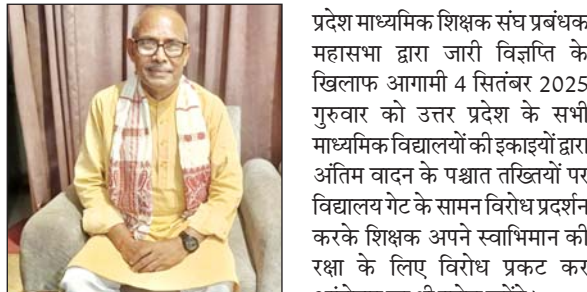 प्रदेश माध्यमिक शिक्षक संघ प्रबंधक
महासभा द्वारा जारी विज्ञप्ति के
खिलाफ आगामी 4 सितंबर 2025
गुरुवार को उत्तर प्रदेश के सभी
माध्यमिक विद्यालयों की इकाइयों द्वारा
अंतिम वादन के पश्चात तख्तियों पर
विद्यालय गेट के सामन विरोध प्रदर्शन
करके शिक्षक अपने स्वाभिमान की
रक्षा के लिए विरोध प्रकट कर